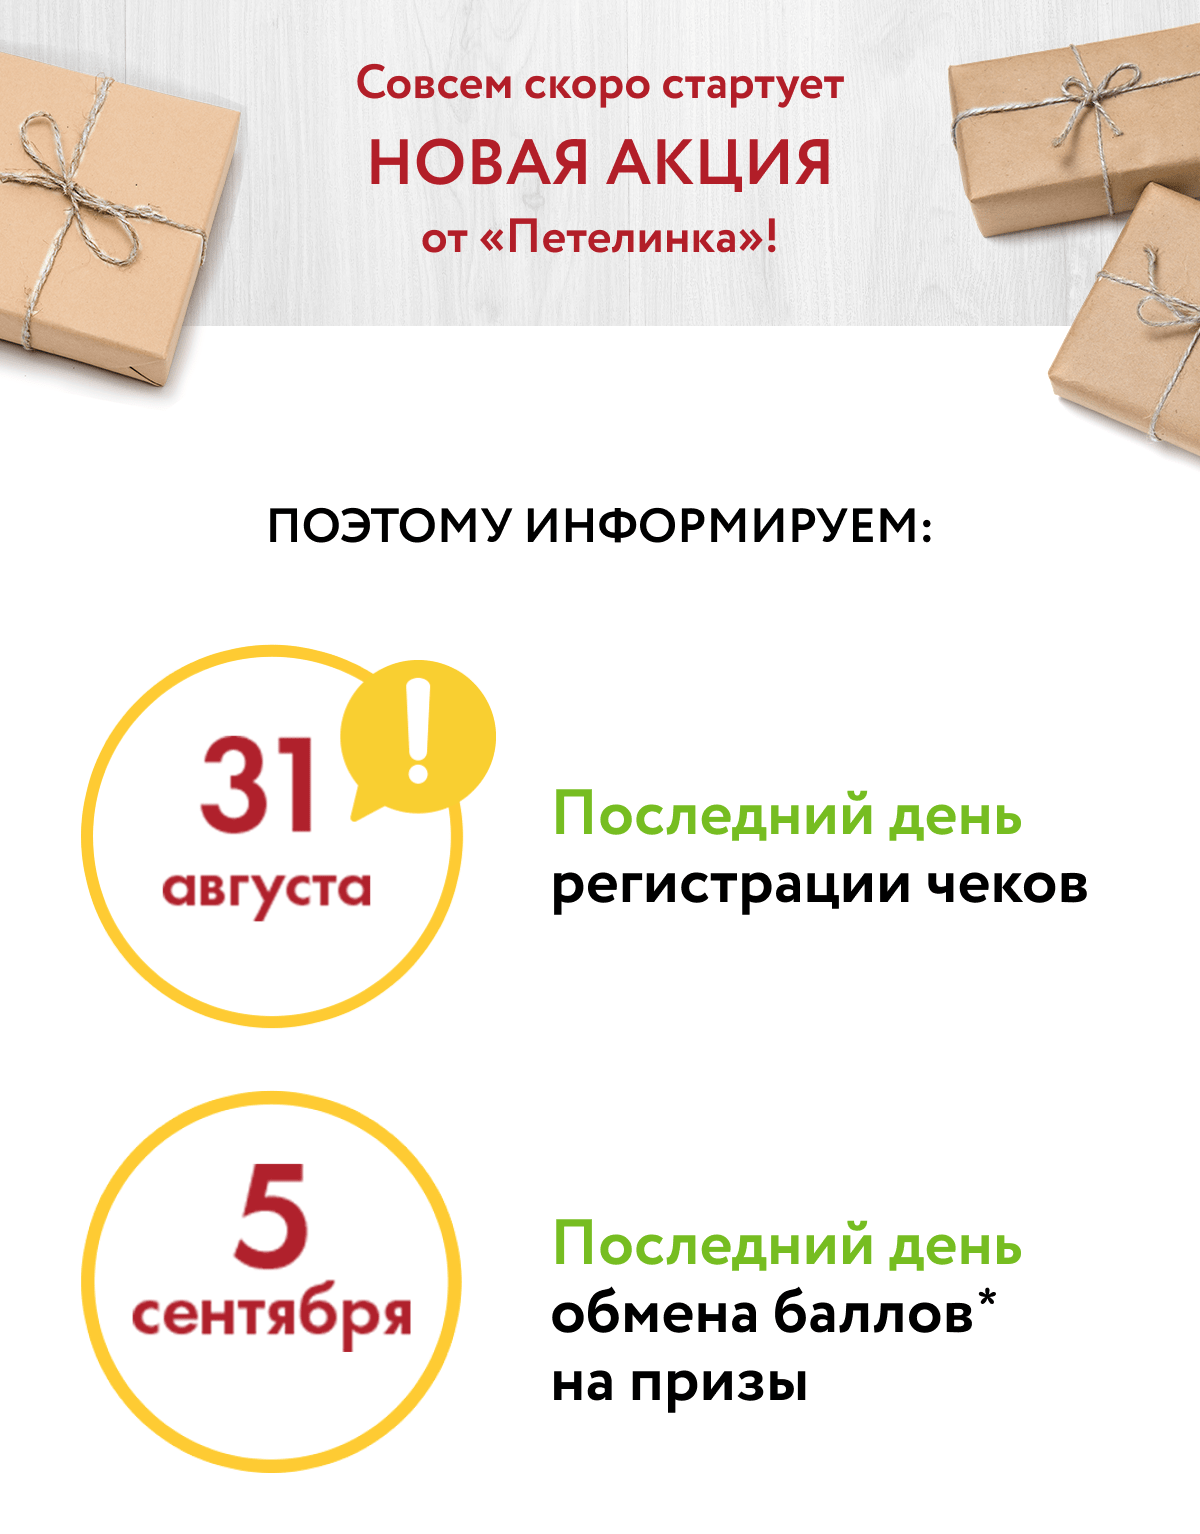 Совсем скоро стартует
НОВАЯ АКЦИЯ
от «Петелинка»!
ПОЭТОМУ ИНФОРМИРУЕМ:
31
августа
!
Последний день
регистрации чеков
5
сентября
Последний день
обмена баллов*
на призы